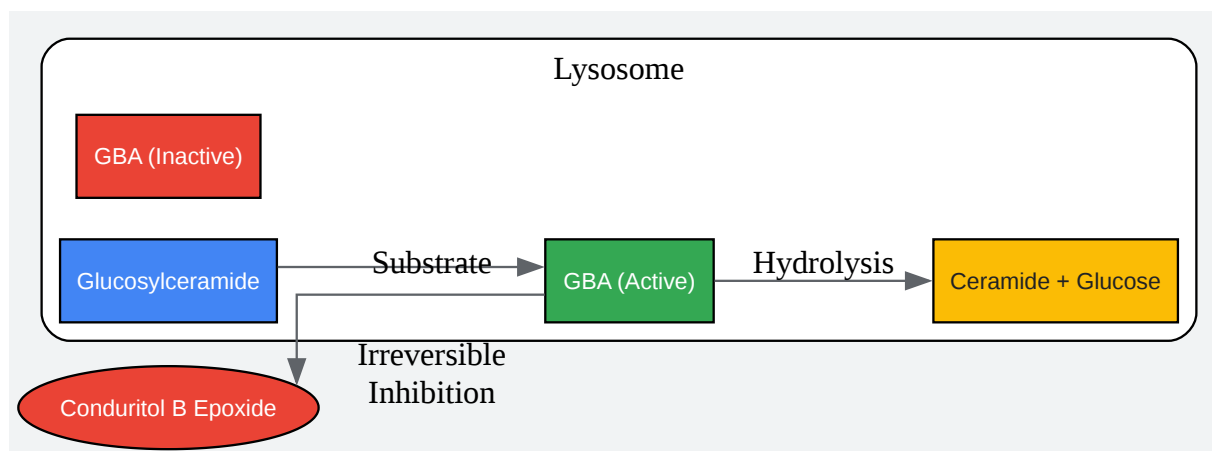 Lysosome
GBA (Inactive)
Glucosylceramide
Substrate
GBA (Active)
Hydrolysis
Ceramide + Glucose
Irreversible
Inhibition
Conduritol B Epoxide